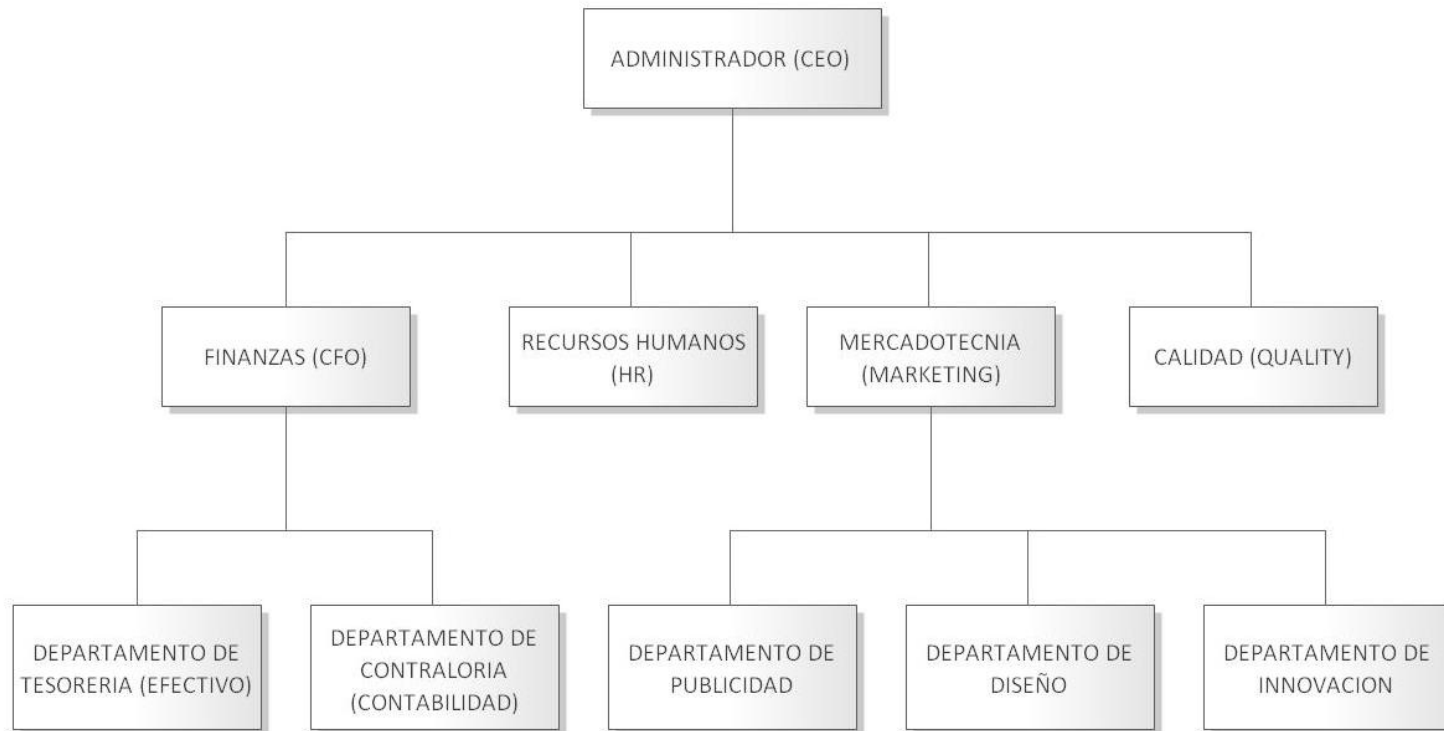 ADMINISTRADOR (CEO)
FINANZAS (CFO)
RECURSOS HUMANOS
(HR)
MERCADOTECNIA
(MARKETING)
CALIDAD (QUALITY)
DEPARTAMENTO DE
TESORERIA (EFECTIVO)
DEPARTAMENTO DE
CONTRALORIA
(CONTABILIDAD)
DEPARTAMENTO DE
PUBLICIDAD
DEPARTAMENTO DE
DISEÑO
DEPARTAMENTO DE
INNOVACION